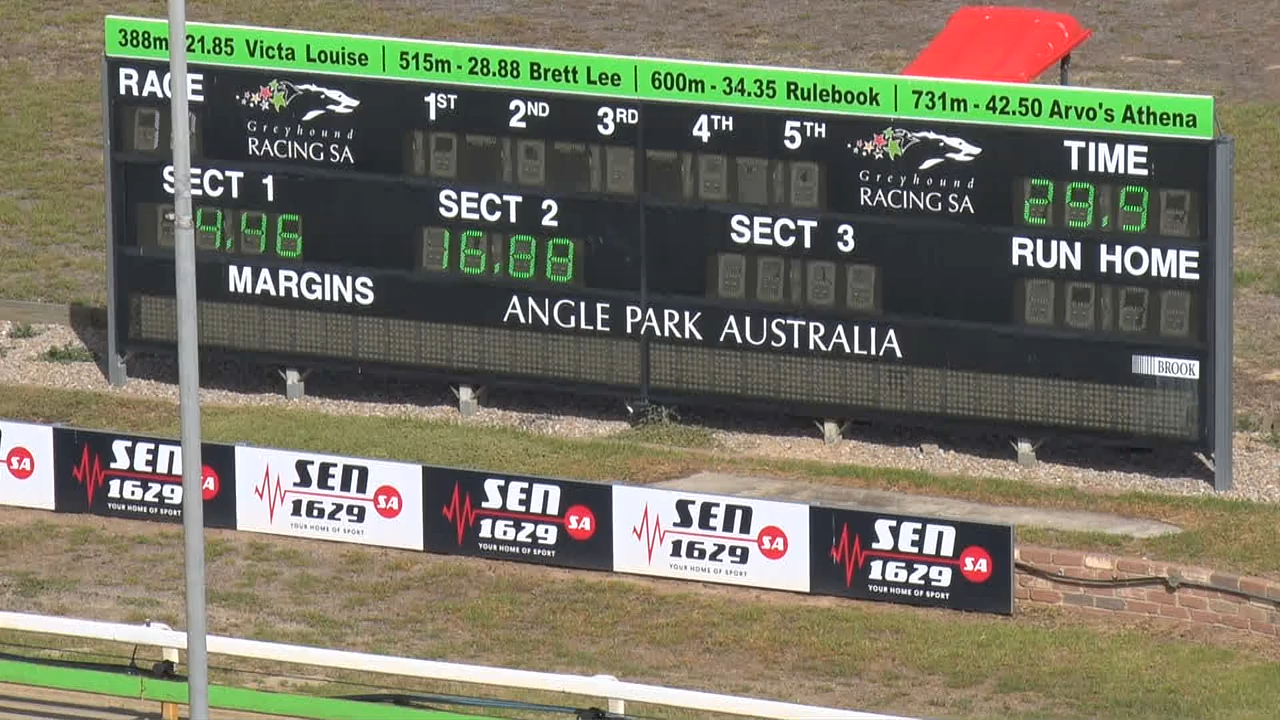 388m 21.85 Victa Louise | 515m - 28.88 Brett Lee | 600m - 34.35 Rulebook | 731m - 42.50 Arvo's Athena
RACE
Greyhound
RACING SA
1ST 2ND 3RD 4TH 5TH
Greyhound
RACING SA
TIME
29.9
SECT 1
4.46
SECT 2
16.88
SECT 3
RUN HOME
MARGINS
ANGLE PARK AUSTRALIA
BROOK
SA
SEN
1629
SA
YOUR HOME OF SPORT
SEN
1629
SA
YOUR HOME OF SPORT
SEN
1629
SA
YOUR HOME OF SPORT
SEN
1629
SA
YOUR HOME OF SPORT
SEN
1629
SA
YOUR HOME OF SPORT